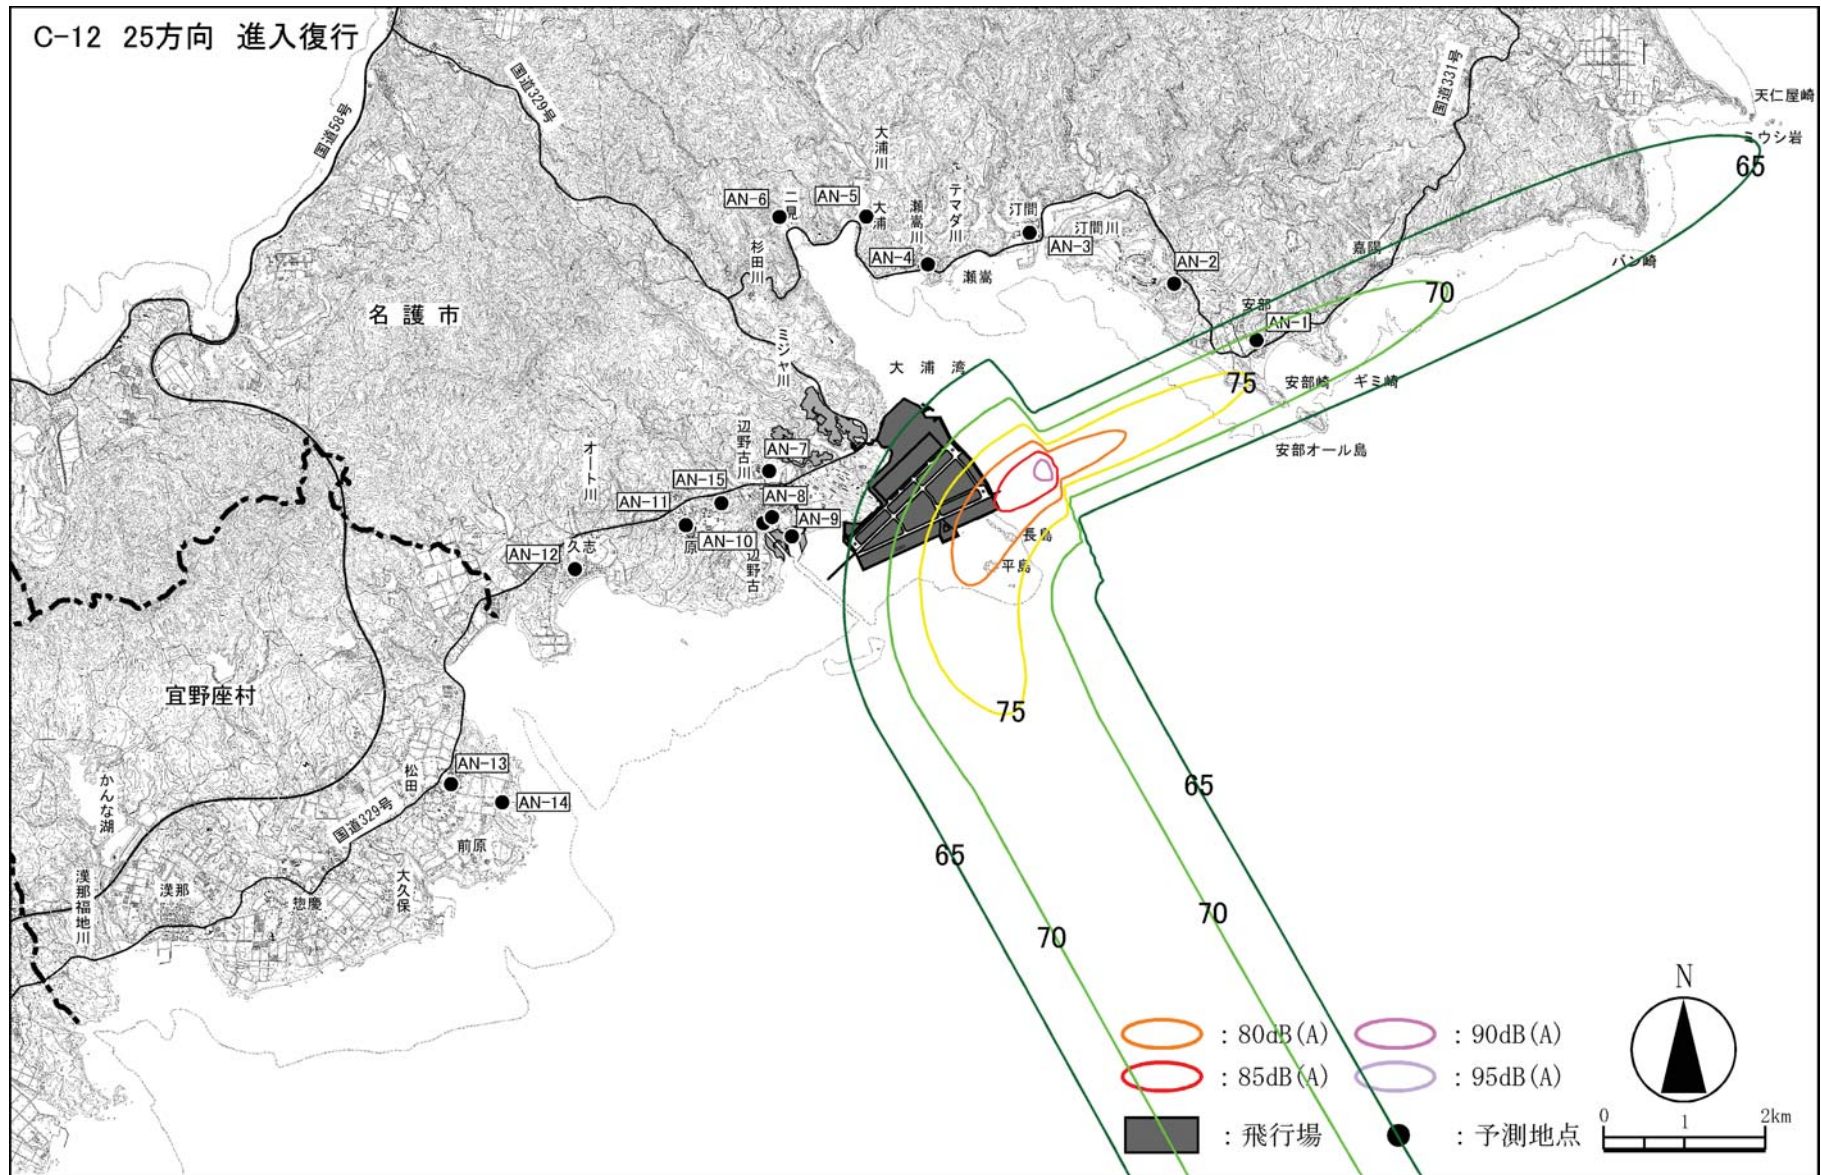 C-12 25方向 進入復行
国道58号
国道329号
国道331号
天仁屋崎
ミウシ岩
65
バン崎
嘉陽
70
大浦川
AN-6
二見
AN-5
大浦
瀬嵩川
テマダ川
汀間
汀間川
AN-3
AN-4
瀬嵩
AN-2
杉田川
安部
AN-1
名護市
ミジャ川
大浦湾
75
安部崎
ギミ崎
安部オール島
オート川
辺野古川
AN-7
AN-15
AN-11
AN-8
AN-9
AN-10
原
辺野古
長島
平島
AN-12
久志
宜野座村
75
かんな湖
松田
AN-13
国道329号
AN-14
前原
65
65
漢那福地川
漢那
惣慶
大久保
70
70
N
:80dB(A)
:90dB(A)
:85dB(A)
:95dB(A)
:飛行場
:予測地点
0 1 2km